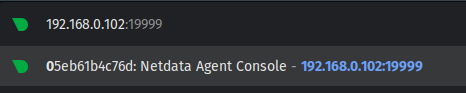 192.168.0.102:19999
05eb61b4c76d: Netdata Agent Console - 192.168.0.102:19999